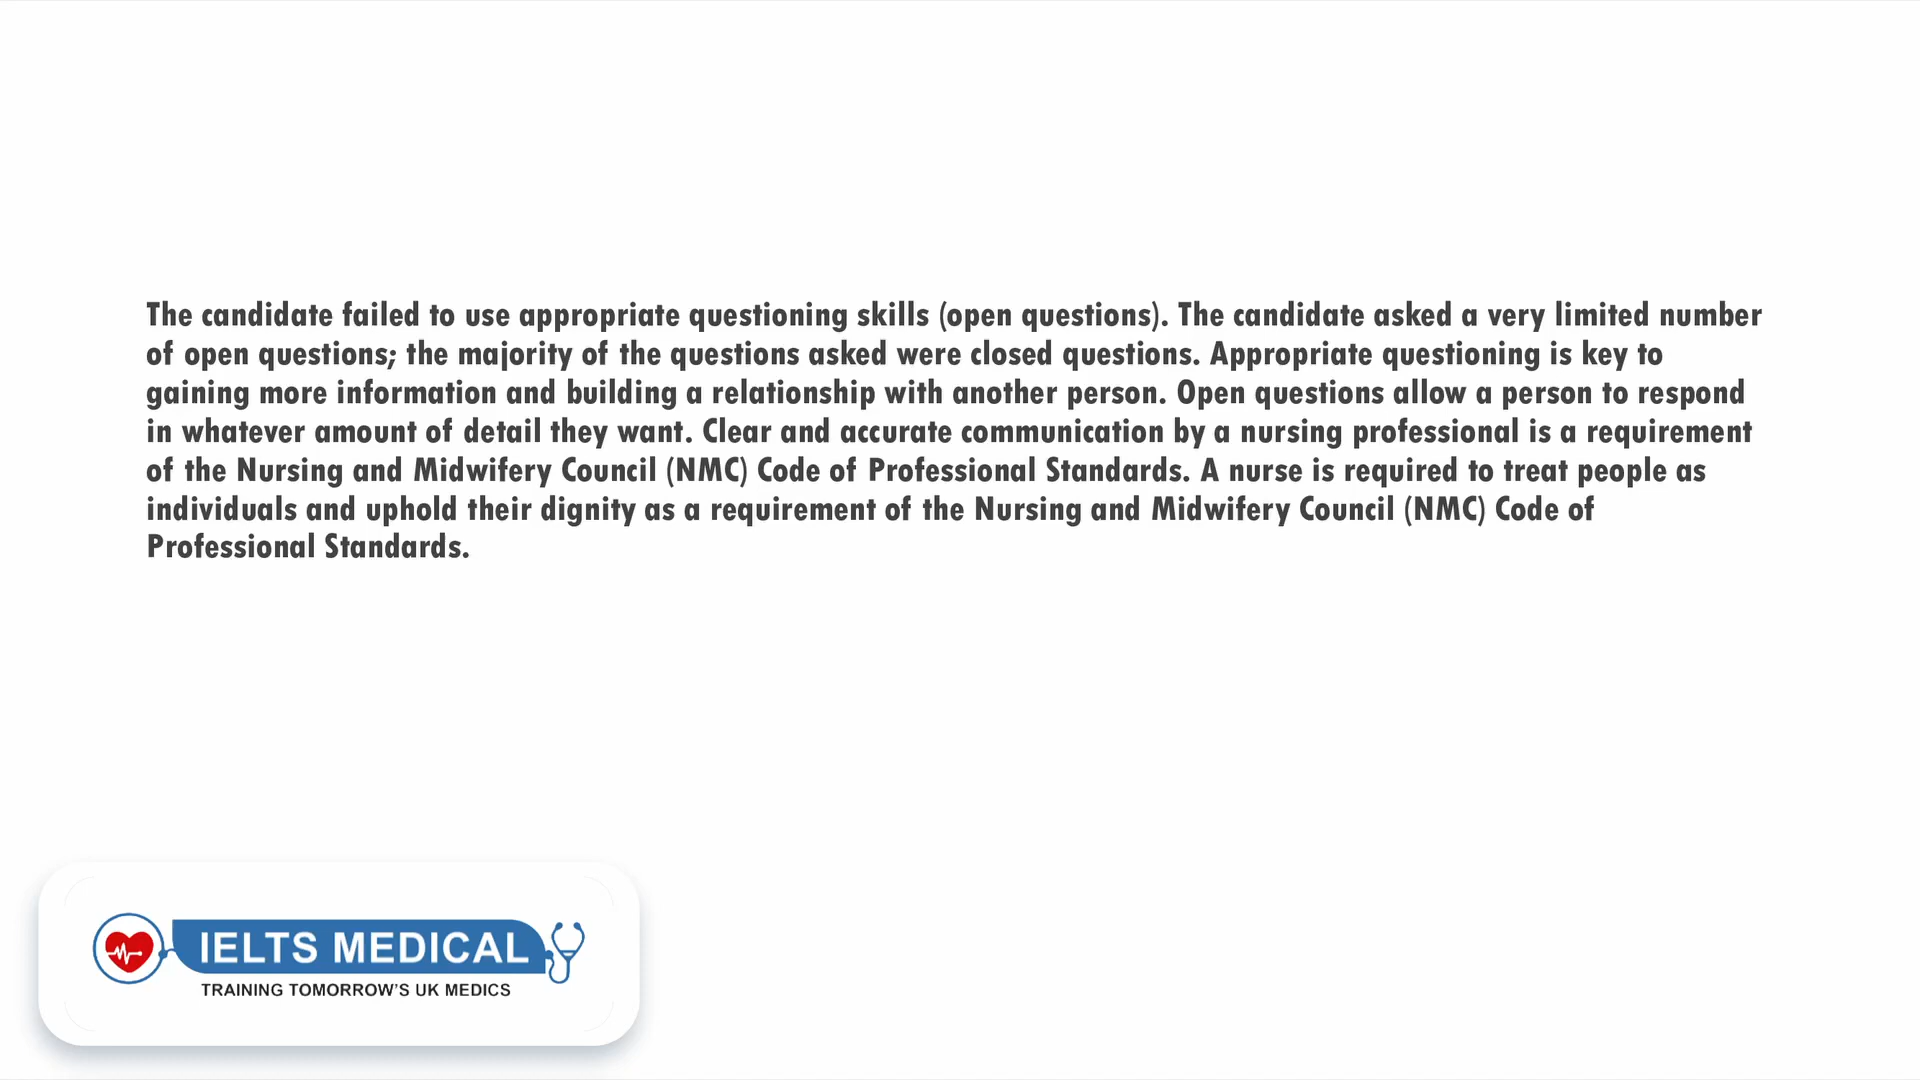 The candidate failed to use appropriate questioning skills (open questions). The candidate asked a very limited number
of open questions; the majority of the questions asked were closed questions. Appropriate questioning is key to
gaining more information and building a relationship with another person. Open questions allow a person to respond
in whatever amount of detail they want. Clear and accurate communication by a nursing professional is a requirement
of the Nursing and Midwifery Council (NMC) Code of Professional Standards. A nurse is required to treat people as
individuals and uphold their dignity as a requirement of the Nursing and Midwifery Council (NMC) Code of
Professional Standards.
IELTS MEDICAL
TRAINING TOMORROW'S UK MEDICS